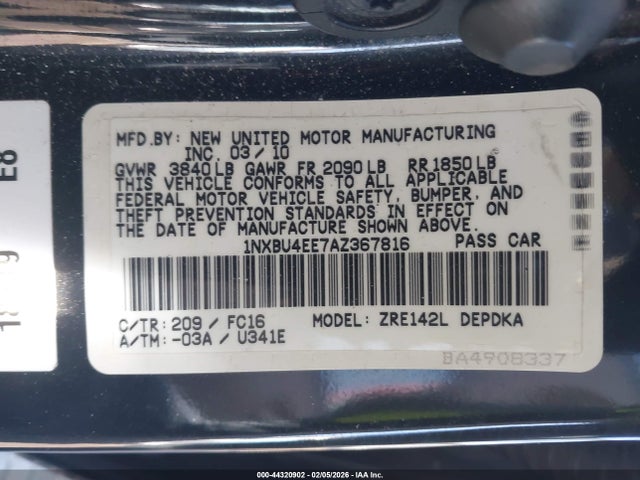 MFD.BY: NEW UNITED MOTOR MANUFACTURING
INC. 03/10
GVWR 3840LB GAWR FR 2090LB RR 1850LB
THIS VEHICLE CONFORMS TO ALL APPLICABLE
FEDERAL MOTOR VEHICLE SAFETY, BUMPER, AND
THEFT PREVENTION STANDARDS IN EFFECT ON
THE DATE OF MANUFACTURE SHOWN ABOVE.
1NXBU4EE7AZ367816 PASS CAR
C/TR: 209 / FC16 MODEL: ZRE142L DEPDKA
A/TM: -03A / U341E
BA4908337
E8
000-44320902 - 02/05/2026 - IAA Inc.